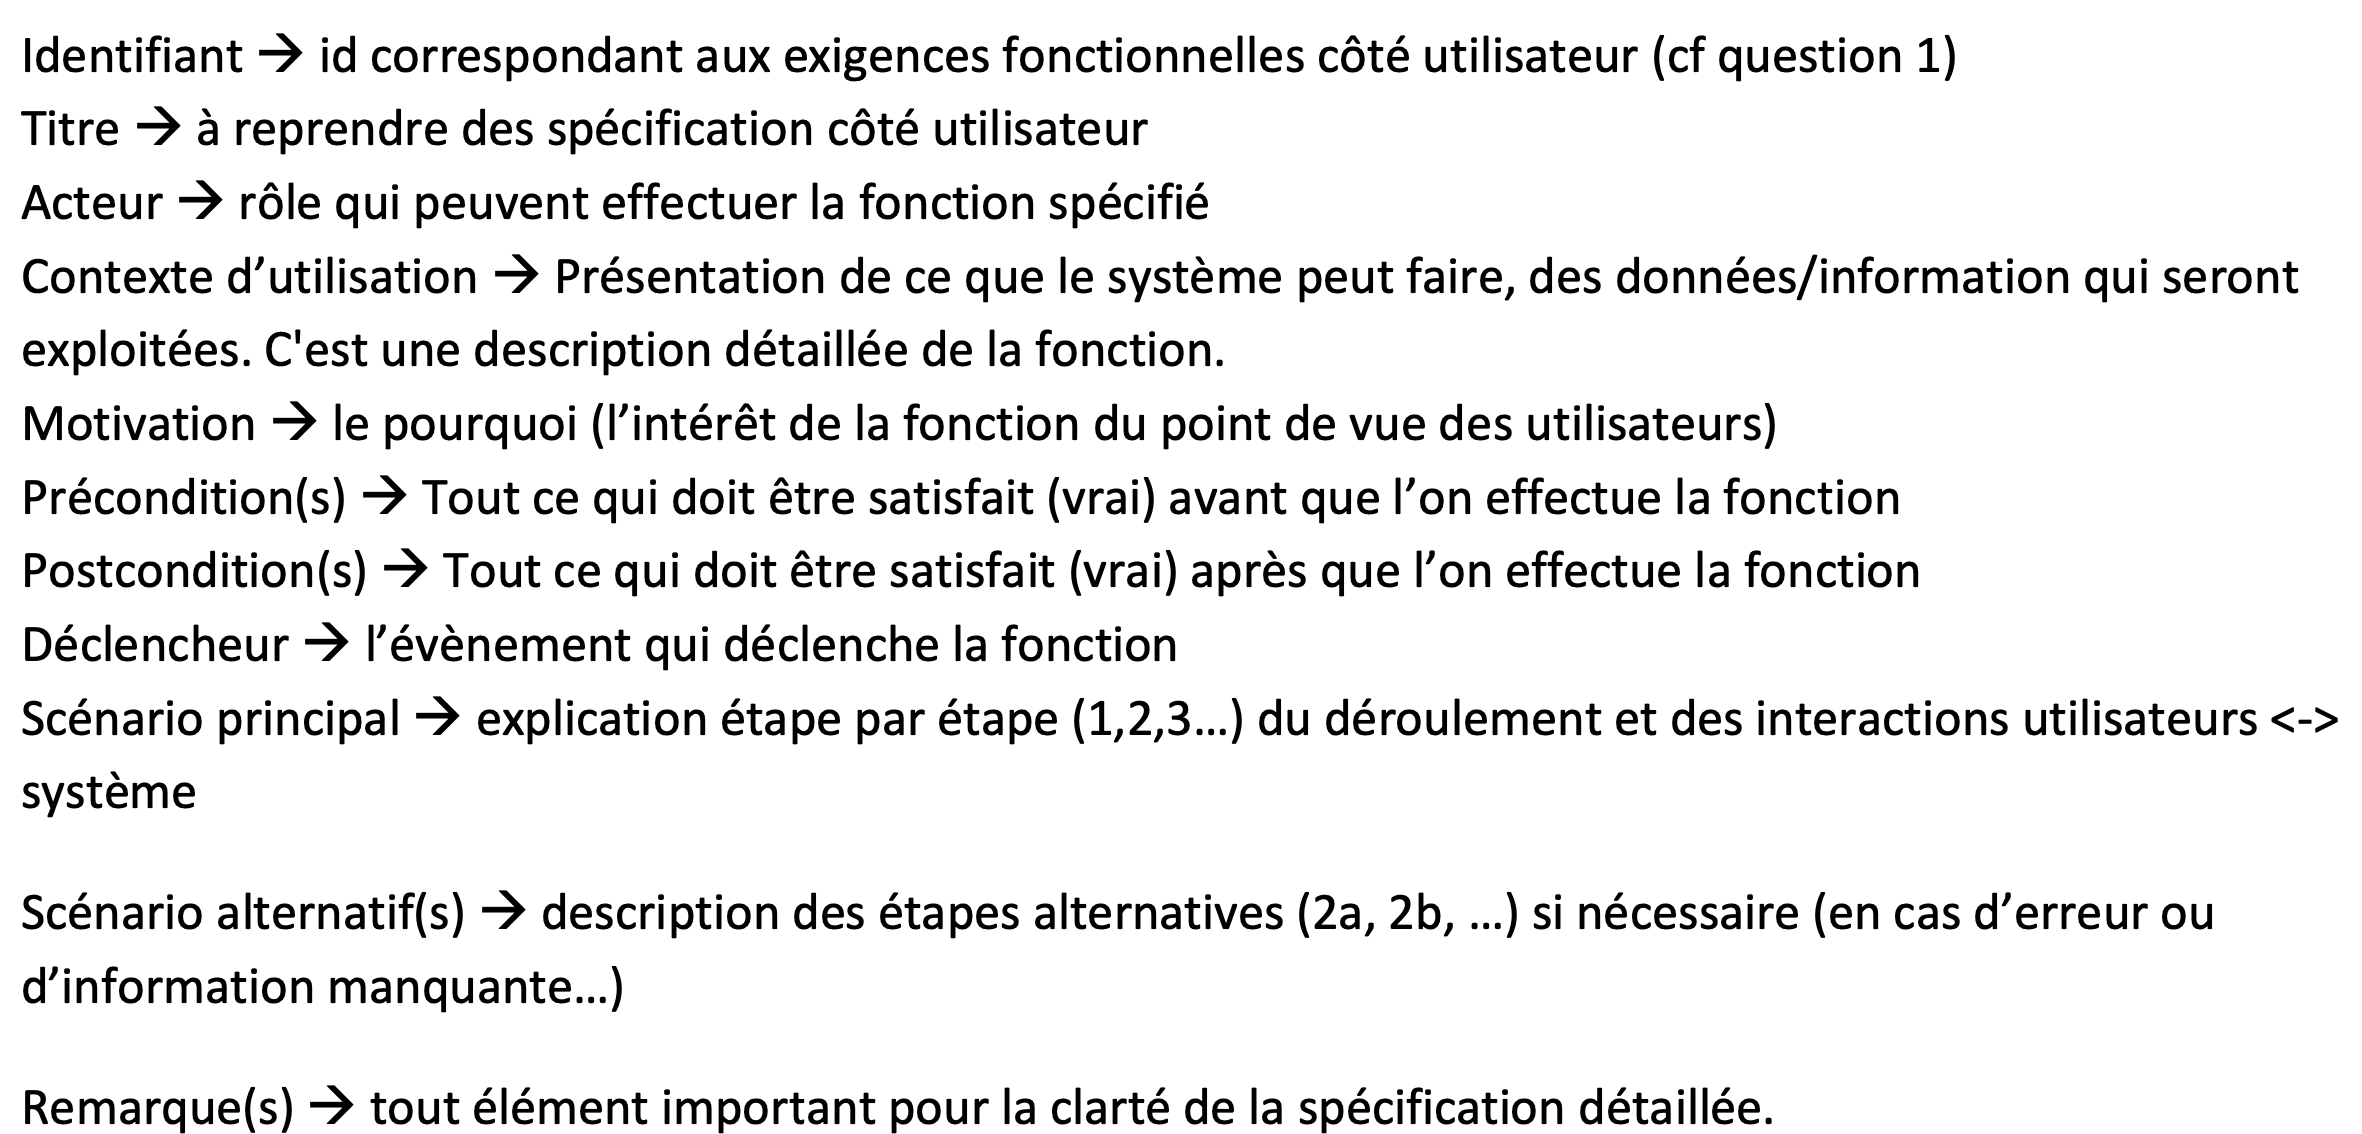 Identifiant → id correspondant aux exigences fonctionnelles côté utilisateur (cf question 1)
Titre → à reprendre des spécification côté utilisateur
Acteur → rôle qui peuvent effectuer la fonction spécifié
Contexte d’utilisation → Présentation de ce que le système peut faire, des données/information qui seront
exploitées. C'est une description détaillée de la fonction.
Motivation → le pourquoi (l’intérêt de la fonction du point de vue des utilisateurs)
Précondition(s) → Tout ce qui doit être satisfait (vrai) avant que l’on effectue la fonction
Postcondition(s) → Tout ce qui doit être satisfait (vrai) après que l’on effectue la fonction
Déclencheur → l’évènement qui déclenche la fonction
Scénario principal → explication étape par étape (1,2,3…) du déroulement et des interactions utilisateurs <->
système
Scénario alternatif(s) → description des étapes alternatives (2a, 2b, …) si nécessaire (en cas d’erreur ou
d’information manquante…)
Remarque(s) → tout élément important pour la clarté de la spécification détaillée.